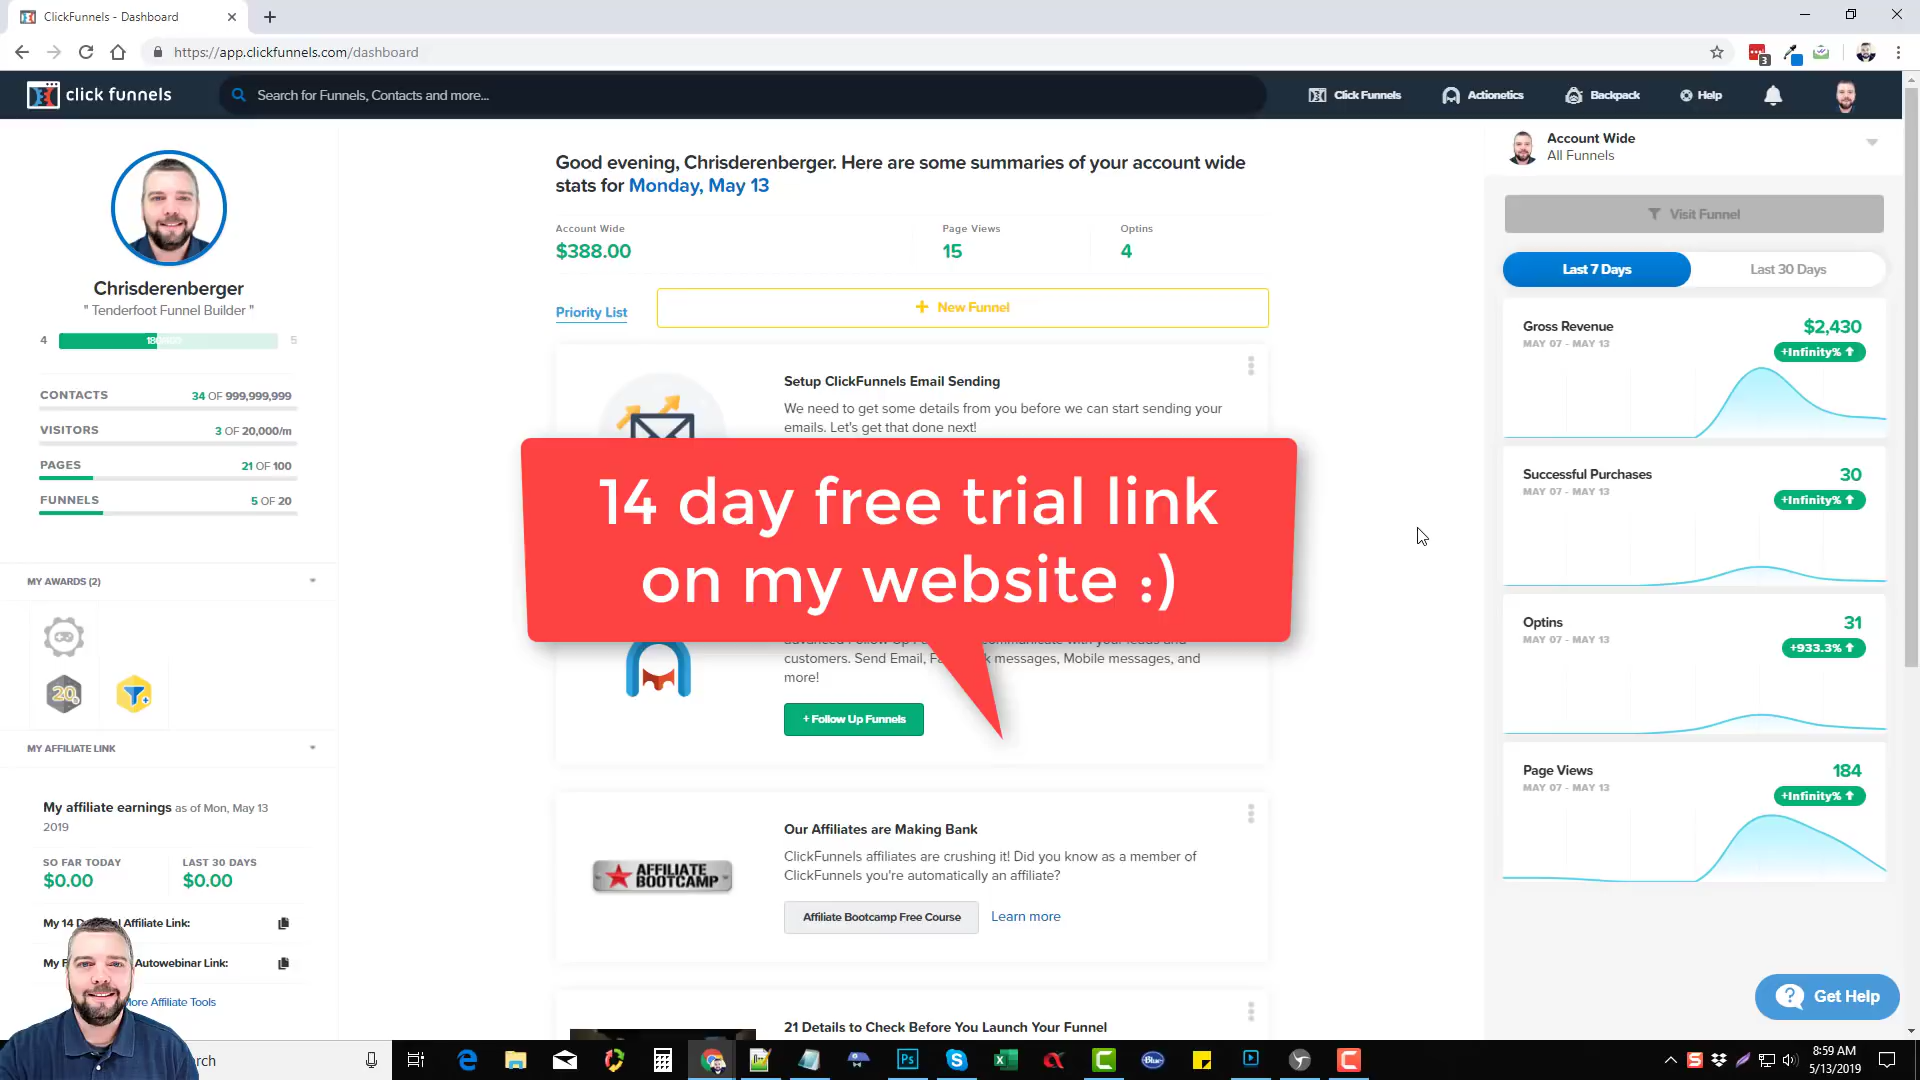 ClickFunnels - Dashboard
https://app.clickfunnels.com/dashboard
3
click funnels
Search for Funnels, Contacts and more...
Click Funnels
Actionetics
Backpack
Help
Chrisderenberger
" Tenderfoot Funnel Builder "
4
5
CONTACTS
34 OF 999,999,999
VISITORS
3 OF 20,000/m
PAGES
21 OF 100
FUNNELS
5 OF 20
MY AWARDS (2)
20
MY AFFILIATE LINK
My affiliate earnings as of Mon, May 13
2019
SO FAR TODAY
LAST 30 DAYS
$0.00
$0.00
My 14 D
Affiliate Link:
My F
Autowebinar Link:
More Affiliate Tools
Good evening, Chrisderenberger. Here are some summaries of your account wide
stats for Monday, May 13
Account Wide
Page Views
Optins
$388.00
15
4
Priority List
+ New Funnel
Setup ClickFunnels Email Sending
We need to get some details from you before we can start sending your
emails. Let's get that done next!
14 day free trial link
on my website :)
customers. Send Email, Fa
k messages, Mobile messages, and
more!
+ Follow Up Funnels
AFFILIATE
BOOTCAMP
Our Affiliates are Making Bank
ClickFunnels affiliates are crushing it! Did you know as a member of
ClickFunnels you're automatically an affiliate?
Affiliate Bootcamp Free Course
Learn more
21 Details to Check Before You Launch Your Funnel
Account Wide
All Funnels
Visit Funnel
Last 7 Days
Last 30 Days
Gross Revenue
$2,430
MAY 07 - MAY 13
+Infinity%
Successful Purchases
30
MAY 07 - MAY 13
+Infinity%
Optins
31
MAY 07 - MAY 13
+933.3%
Page Views
184
MAY 07 - MAY 13
+Infinity%
? Get Help
rch
Ps
Blue
8:59 AM
5/13/2019